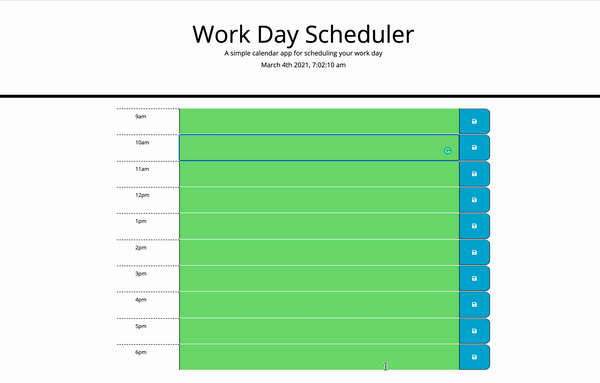 Work Day Scheduler
A simple calendar app for scheduling your work day
March 4th 2021, 7:02:10 am
9am
10am
11am
12pm
1pm
2pm
3pm
4pm
5pm
6pm